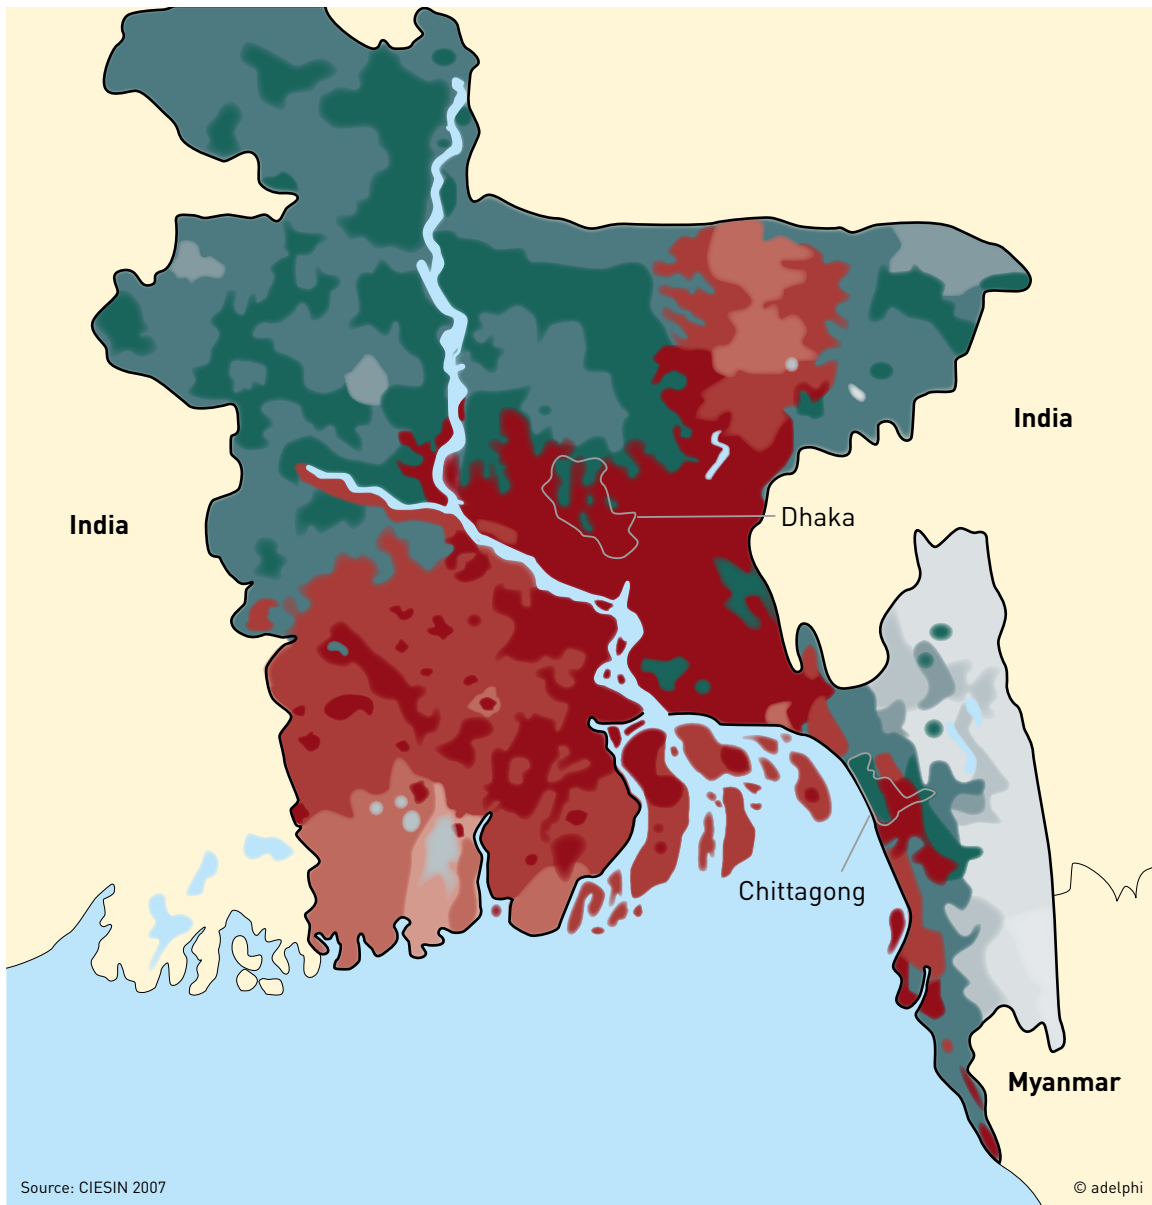 India
India
Dhaka
Chittagong
Myanmar
Source: CIESIN 2007
© adelphi